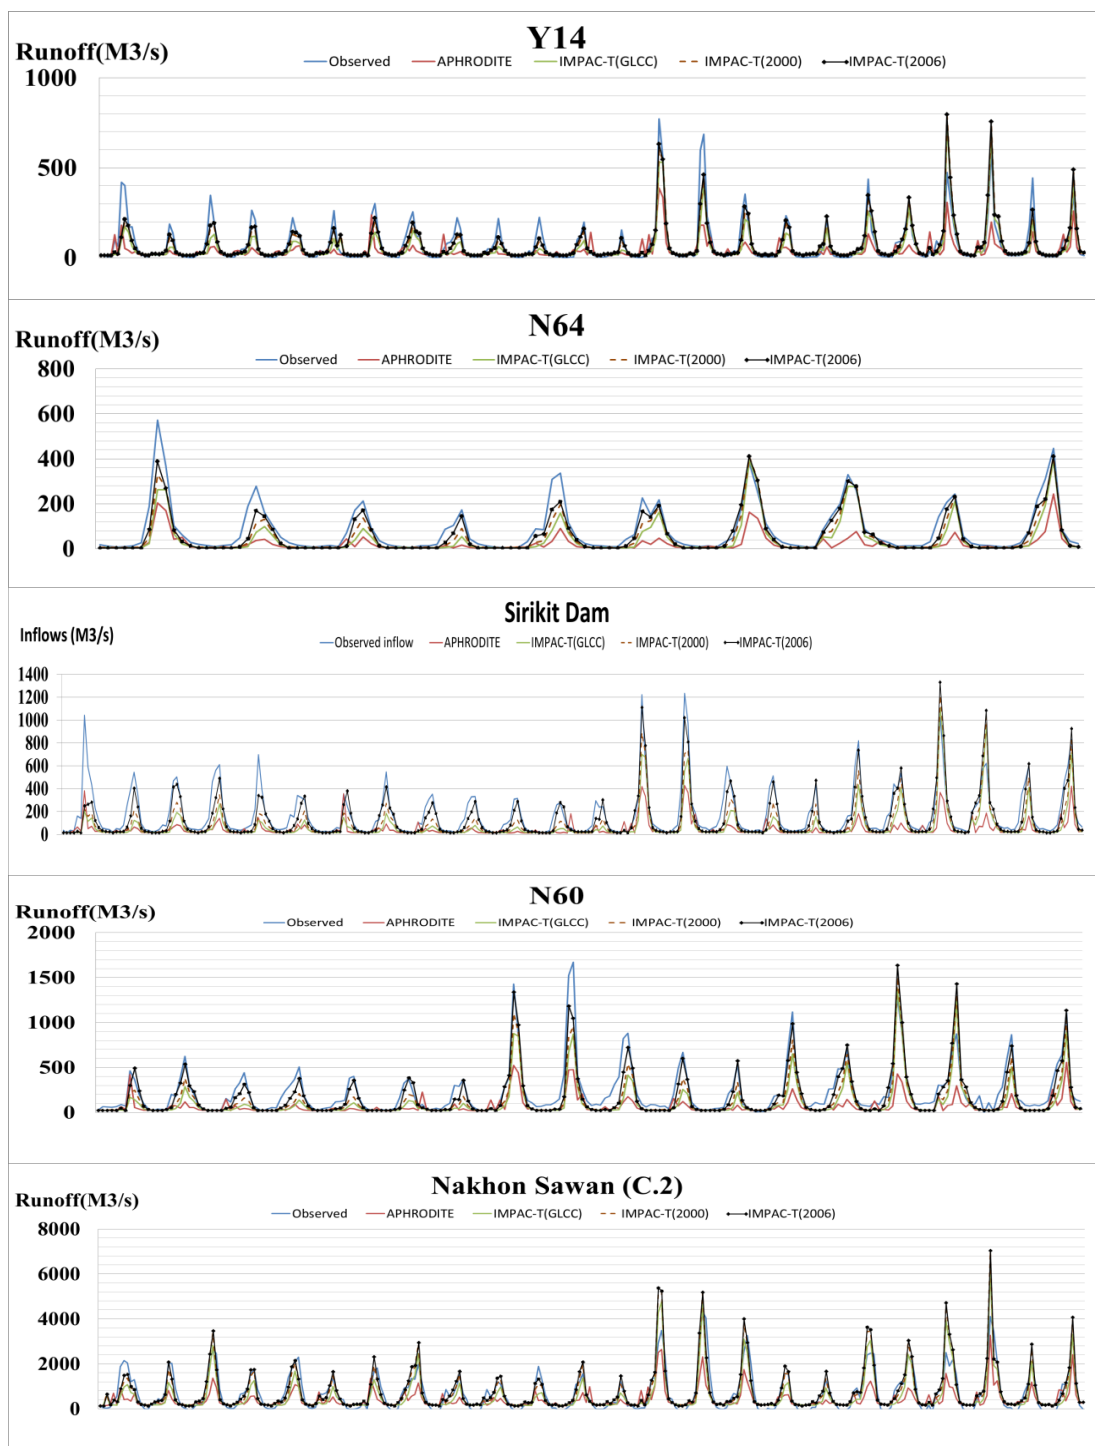 Y14
Runoff(M3/s)
Observed APHRODITE IMPAC-T(GLCC) IMPAC-T(2000) IMPAC-T(2006)
1000
500
0
N64
Runoff(M3/s)
Observed APHRODITE IMPAC-T(GLCC) IMPAC-T(2000) IMPAC-T(2006)
800
600
400
200
0
Sirikit Dam
Inflows (M3/s)
Observed inflow APHRODITE IMPAC-T(GLCC) IMPAC-T(2000) IMPAC-T(2006)
1400
1200
1000
800
600
400
200
0
N60
Runoff(M3/s)
Observed APHRODITE IMPAC-T(GLCC) IMPAC-T(2000) IMPAC-T(2006)
2000
1500
1000
500
0
Nakhon Sawan (C.2)
Runoff(M3/s)
Observed APHRODITE IMPAC-T(GLCC) IMPAC-T(2000) IMPAC-T(2006)
8000
6000
4000
2000
0